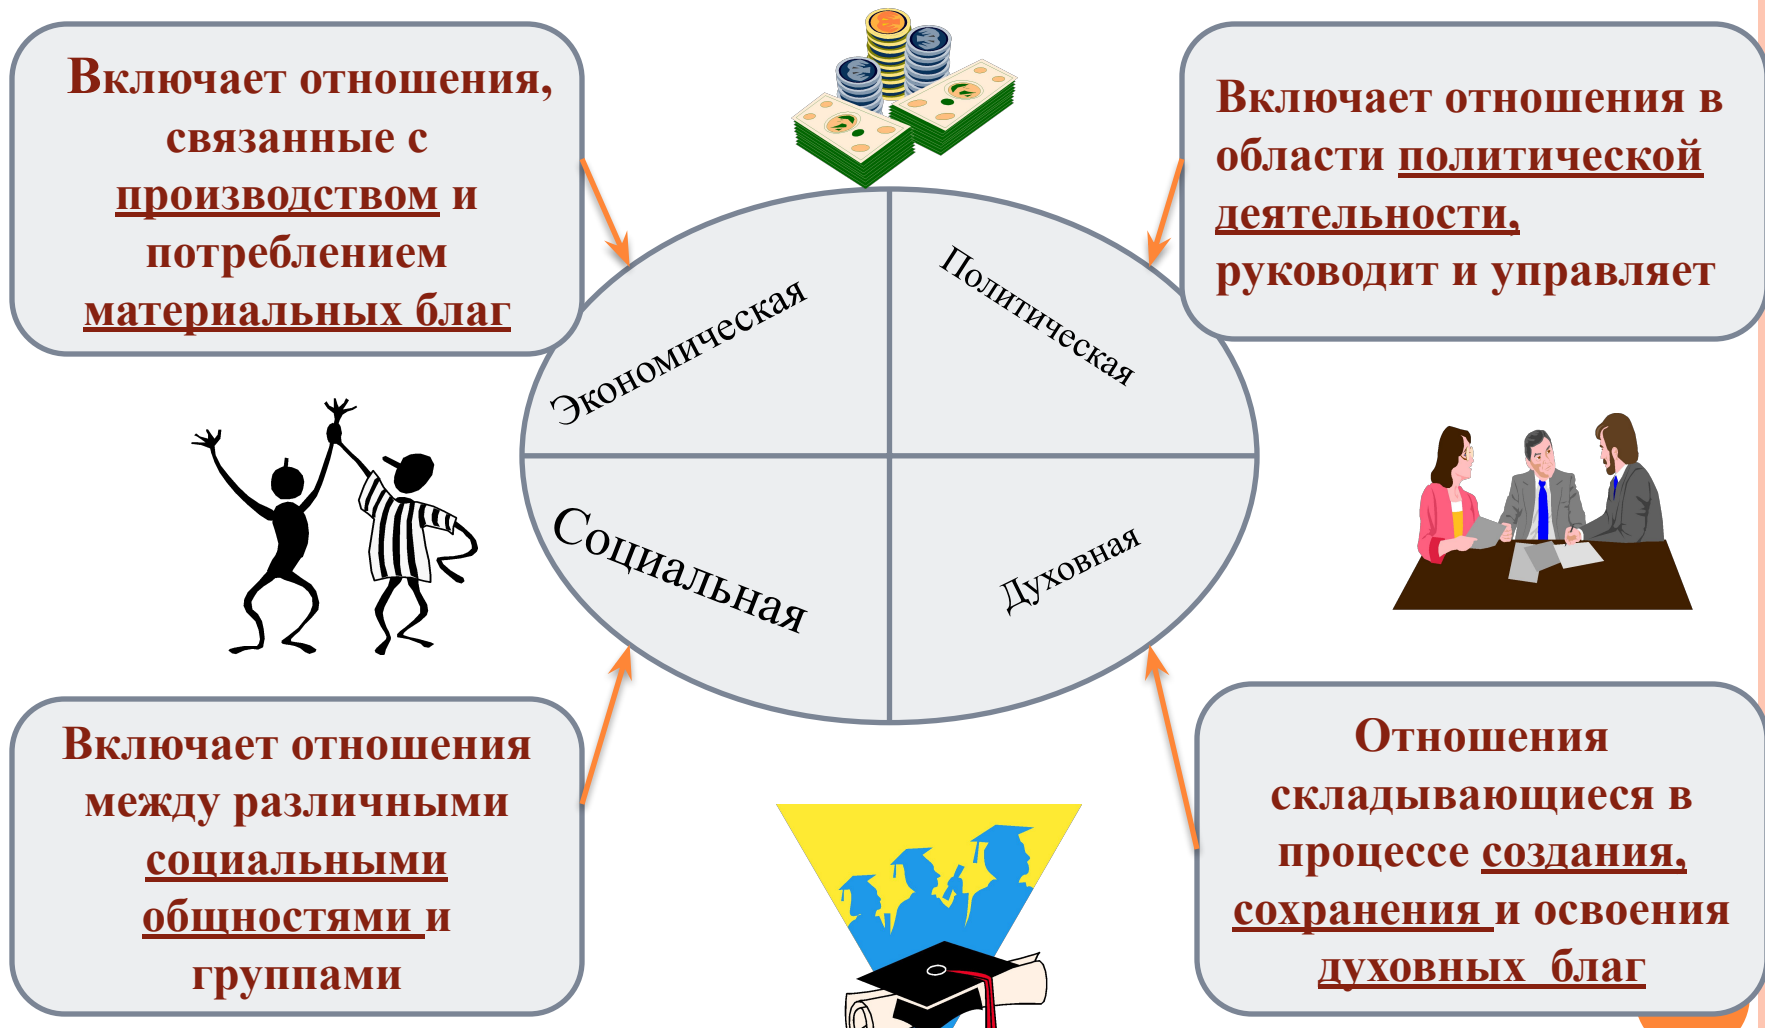 Включает отношения,
связанные с
производством и
потреблением
материальных благ
Включает отношения в
области политической
деятельности,
руководит и управляет
Экономическая
Политическая
Социальная
Духовная
Включает отношения
между различными
социальными
общностями и
группами
Отношения
складывающиеся в
процессе создания,
сохранения и освоения
духовных благ